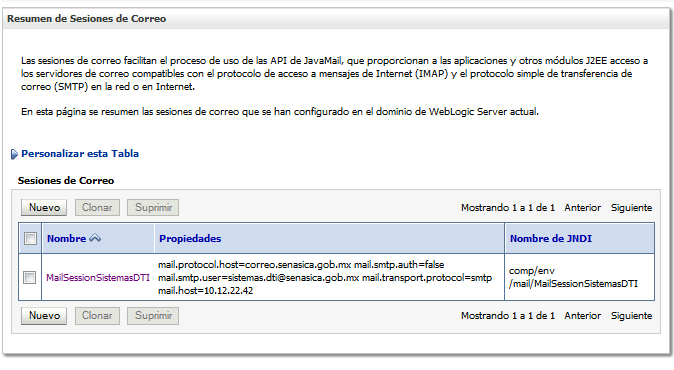 Resumen de Sesiones de Correo
Las sesiones de correo facilitan el proceso de uso de las API de JavaMail, que proporcionan a las aplicaciones y otros módulos J2EE acceso a
los servidores de correo compatibles con el protocolo de acceso a mensajes de Internet (IMAP) y el protocolo simple de transferencia de
correo (SMTP) en la red o en Internet.
En esta página se resumen las sesiones de correo que se han configurado en el dominio de WebLogic Server actual.
Personalizar esta Tabla
Sesiones de Correo
Nuevo Clonar Suprimir Mostrando 1 a 1 de 1 Anterior Siguiente
Nombre Propiedades Nombre de JNDI
MailSessionSistemasDTI
mail.protocol.host=correo.senasica.gob.mx mail.smtp.auth=false
mail.smtp.user=sistemas.dti@senasica.gob.mx mail.transport.protocol=smtp
mail.host=10.12.22.42
comp/env
/mail/MailSessionSistemasDTI
Nuevo Clonar Suprimir Mostrando 1 a 1 de 1 Anterior Siguiente